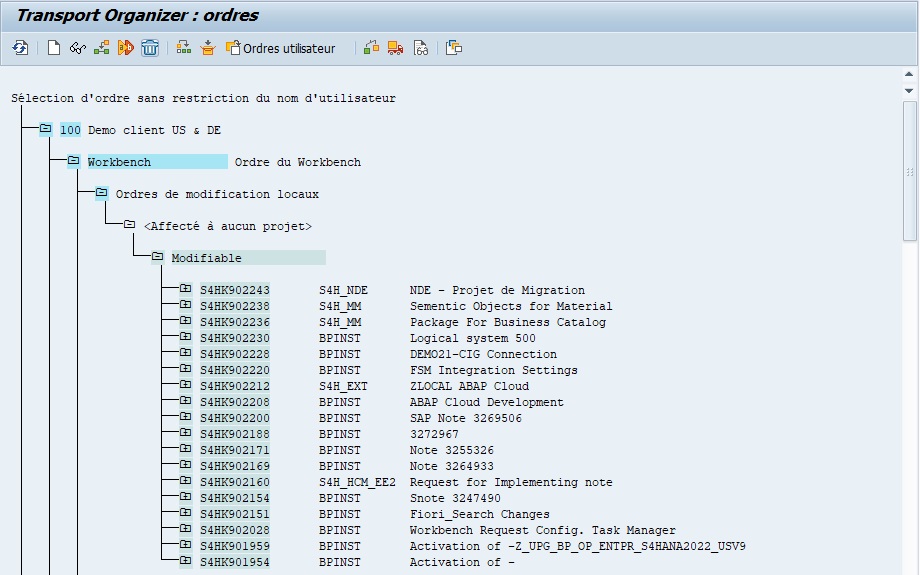 Transport Organizer : ordres
Ordres utilisateur
Sélection d'ordre sans restriction du nom d'utilisateur
100 Demo client US & DE
Workbench Ordre du Workbench
Ordres de modification locaux
<Affecté à aucun projet>
Modifiable
S4HK902243 S4H_NDE NDE - Projet de Migration
S4HK902238 S4H_MM Sementic Objects for Material
S4HK902236 S4H_MM Package For Business Catalog
S4HK902230 BPINST Logical system 500
S4HK902228 BPINST DEMO21-CIG Connection
S4HK902220 BPINST FSM Integration Settings
S4HK902212 S4H_EXT ZLOCAL ABAP Cloud
S4HK902208 BPINST ABAP Cloud Development
S4HK902200 BPINST SAP Note 3269506
S4HK902188 BPINST 3272967
S4HK902171 BPINST Note 3255326
S4HK902169 BPINST Note 3264933
S4HK902160 S4H_HCM_EE2 Request for Implementing note
S4HK902154 BPINST Snote 3247490
S4HK902151 BPINST Fiori_Search Changes
S4HK902028 BPINST Workbench Request Config. Task Manager
S4HK901959 BPINST Activation of -Z_UPG_BP_OP_ENTPR_S4HANA2022_USV9
S4HK901954 BPINST Activation of -